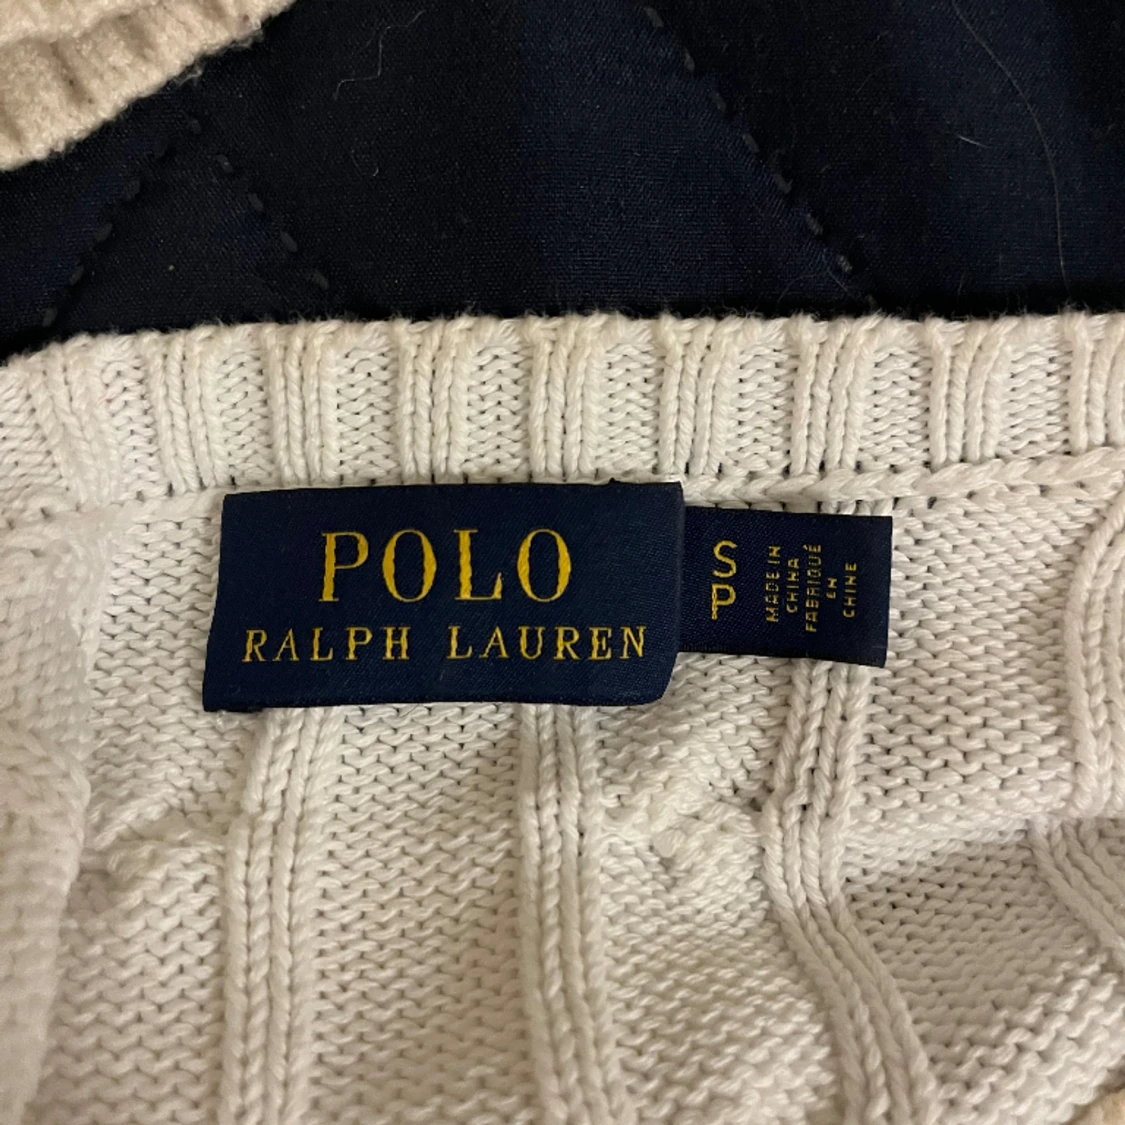 POLO
RALPH LAUREN
S
P
MADE IN
CHINA
FABRIQUÉ
EN
CHINE